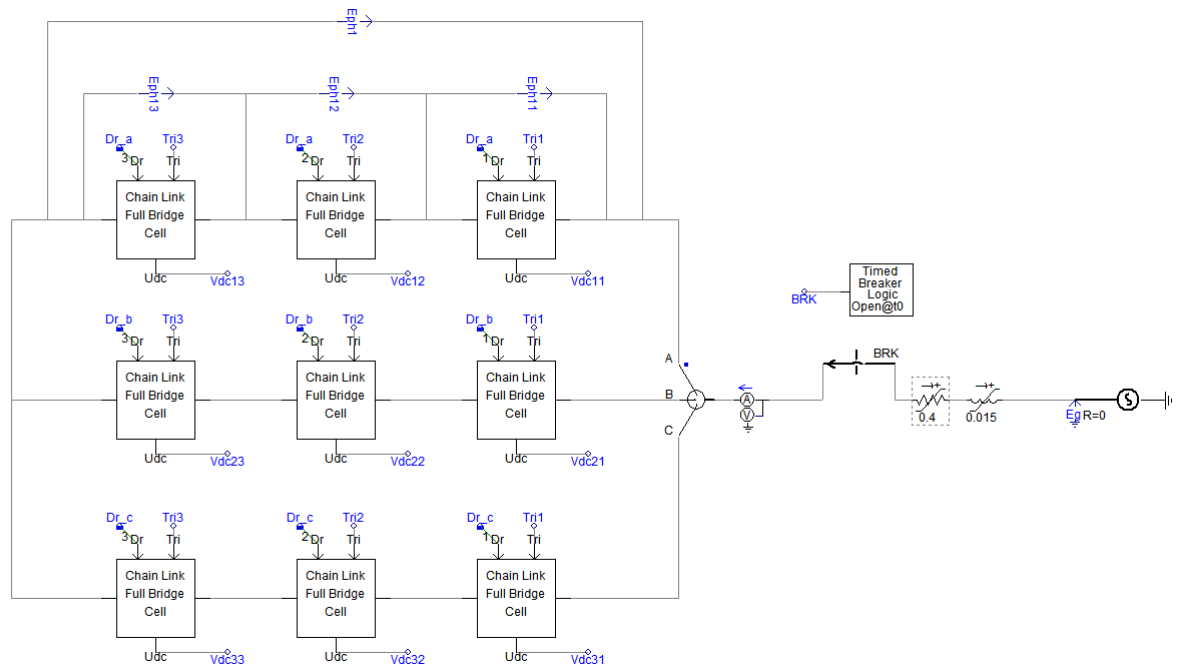 Eph1
Eph13
Eph12
Eph11
Dr_a
Tri3
Dr_a
Tri2
Dr_a
Tri1
3 Dr
Tri
2 Dr
Tri
1 Dr
Tri
Chain Link
Full Bridge
Cell
Chain Link
Full Bridge
Cell
Chain Link
Full Bridge
Cell
Udc
Vdc13
Udc
Vdc12
Udc
Vdc11
Timed
Breaker
Logic
Open@t0
BRK
Dr_b
Tri3
Dr_b
Tri2
Dr_b
Tri1
3 Dr
Tri
2 Dr
Tri
1 Dr
Tri
Chain Link
Full Bridge
Cell
Chain Link
Full Bridge
Cell
Chain Link
Full Bridge
Cell
Udc
Vdc23
Udc
Vdc22
Udc
Vdc21
A
B
C
A
V
BRK
0.4
0.015
Eg
R=0
Dr_c
Tri3
Dr_c
Tri2
Dr_c
Tri1
3 Dr
Tri
2 Dr
Tri
1 Dr
Tri
Chain Link
Full Bridge
Cell
Chain Link
Full Bridge
Cell
Chain Link
Full Bridge
Cell
Udc
Vdc33
Udc
Vdc32
Udc
Vdc31